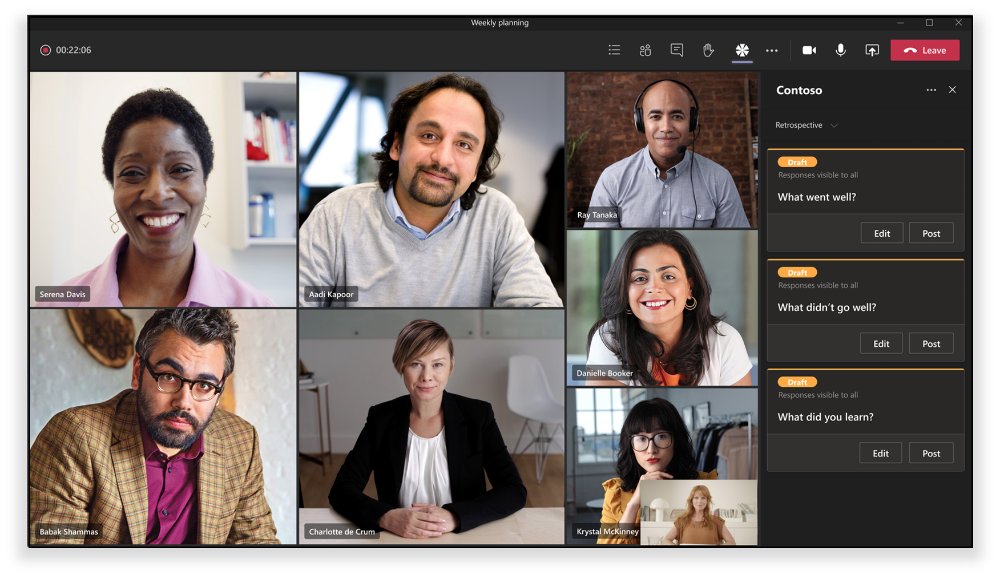 Weekly planning
00:22:06
Leave
Serena Davis
Aadi Kapoor
Ray Tanaka
Danielle Booker
Babak Shammas
Charlotte de Crum
Krystal McKinney
Contoso
Retrospective
Draft
Responses visible to all
What went well?
Edit
Post
Draft
Responses visible to all
What didn't go well?
Edit
Post
Draft
Responses visible to all
What did you learn?
Edit
Post